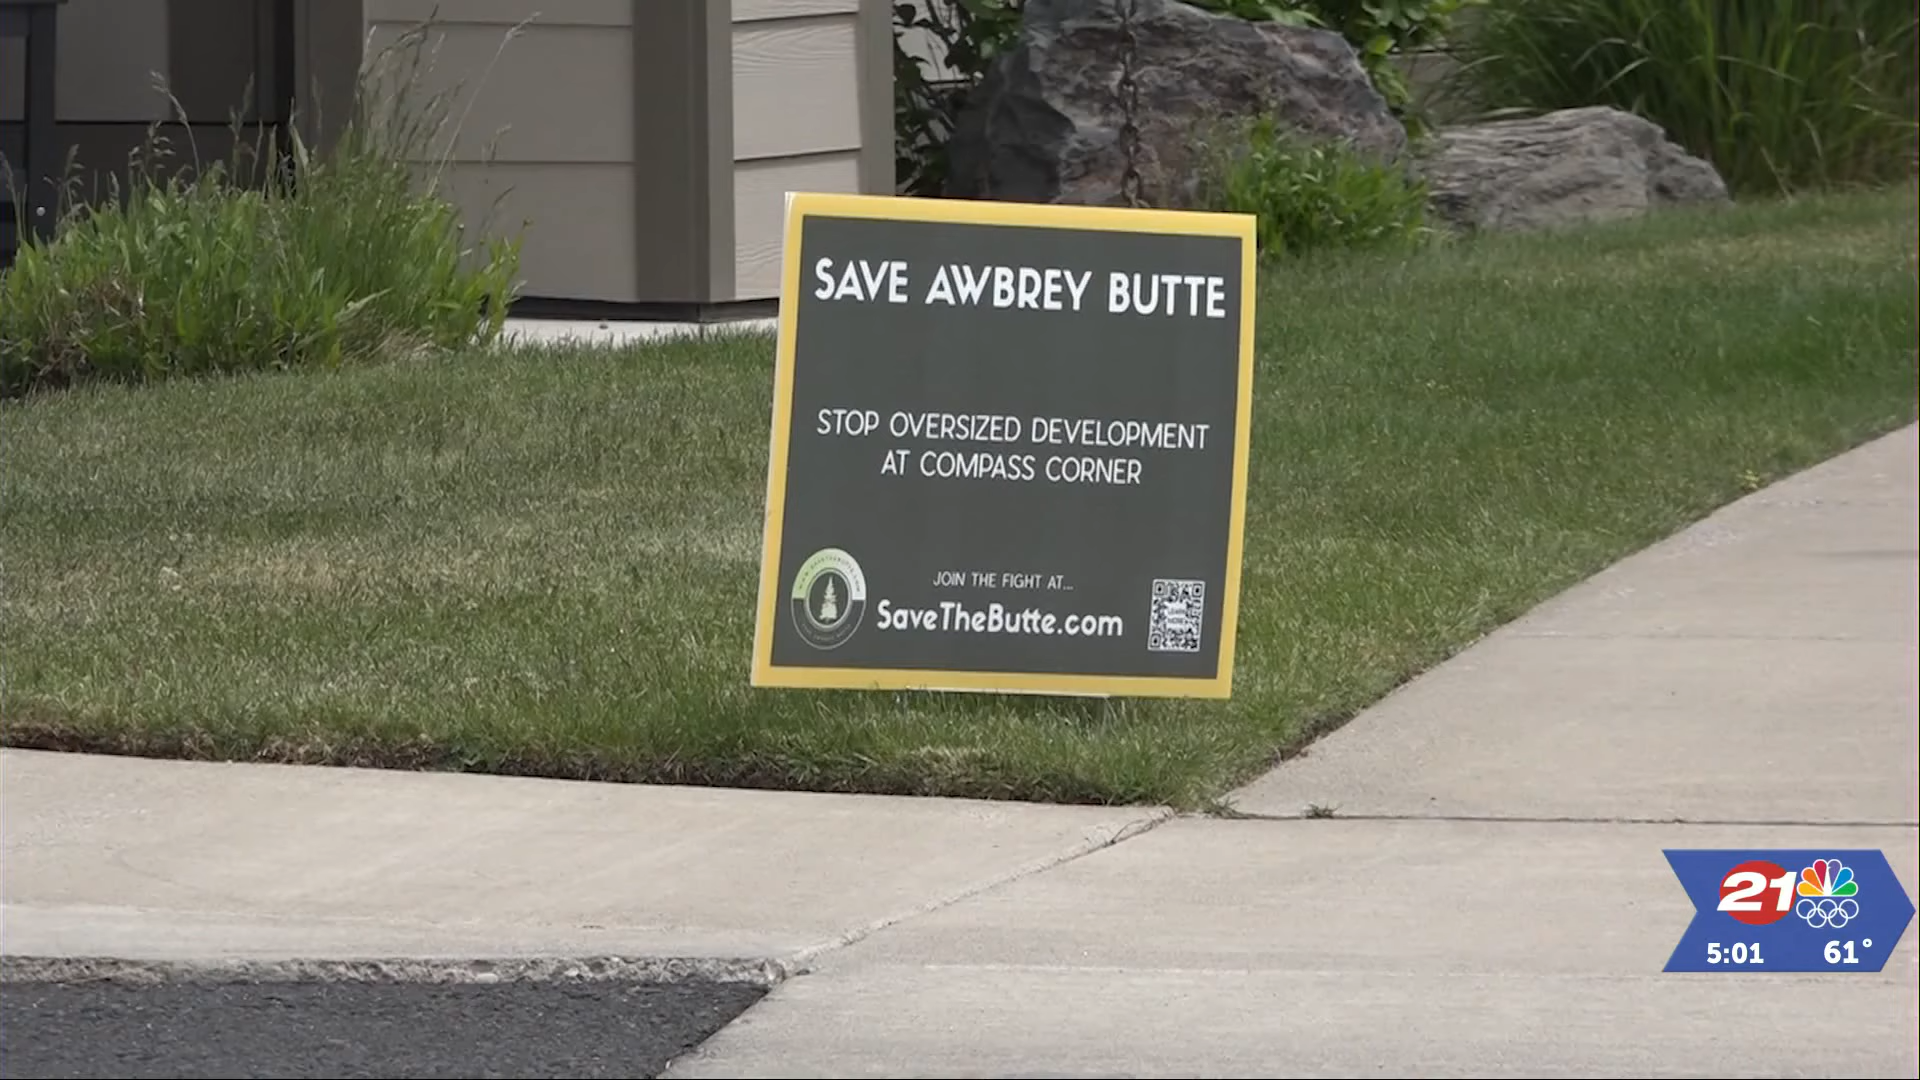 SAVE AWBREY BUTTE
STOP OVERSIZED DEVELOPMENT
AT COMPASS CORNER
JOIN THE FIGHT AT...
SaveTheButte.com
21
5:01 61°